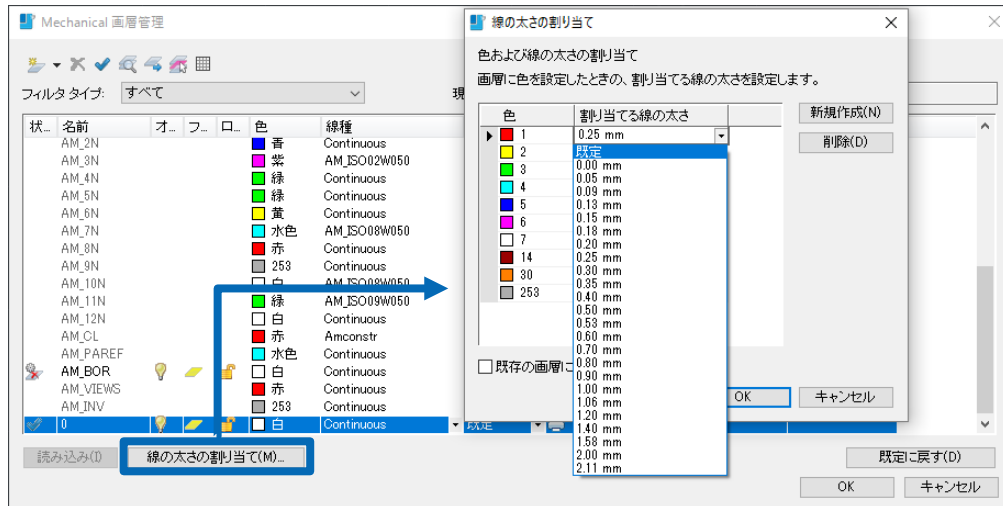 Mechanical 画層管理
フィルタ タイプ: すべて
現
状... 名前 オ... フ... ロ... 色 線種
AM_2N 青 Continuous
AM_3N 紫 AM_ISO02W050
AM_4N 緑 Continuous
AM_5N 緑 Continuous
AM_6N 黄 Continuous
AM_7N 水色 AM_ISO08W050
AM_8N 赤 Continuous
AM_9N 253 Continuous
AM_10N 白 AM_ISO08W050
AM_11N 緑 AM_ISO09W050
AM_12N 白 Continuous
AM_CL 赤 Amconstr
AM_PAREF 水色 Continuous
AM_BOR 白 Continuous
AM_VIEWS 赤 Continuous
AM_INV 253 Continuous
0 白 Continuous 既定
読み込み(I) 線の太さの割り当て(M)... 既定に戻す(D)
OK キャンセル
線の太さの割り当て
色および線の太さの割り当て
画層に色を設定したときの、割り当てる線の太さを設定します。
色 割り当てる線の太さ
新規作成(N)
削除(D)
1 0.25 mm
2
3
4
5
6
7
14
30
253
既定
0.00 mm
0.05 mm
0.09 mm
0.13 mm
0.15 mm
0.18 mm
0.20 mm
0.25 mm
0.30 mm
0.35 mm
0.40 mm
0.50 mm
0.53 mm
0.60 mm
0.70 mm
0.80 mm
0.90 mm
1.00 mm
1.06 mm
1.20 mm
1.40 mm
1.58 mm
2.00 mm
2.11 mm
既存の画層に
OK キャンセル